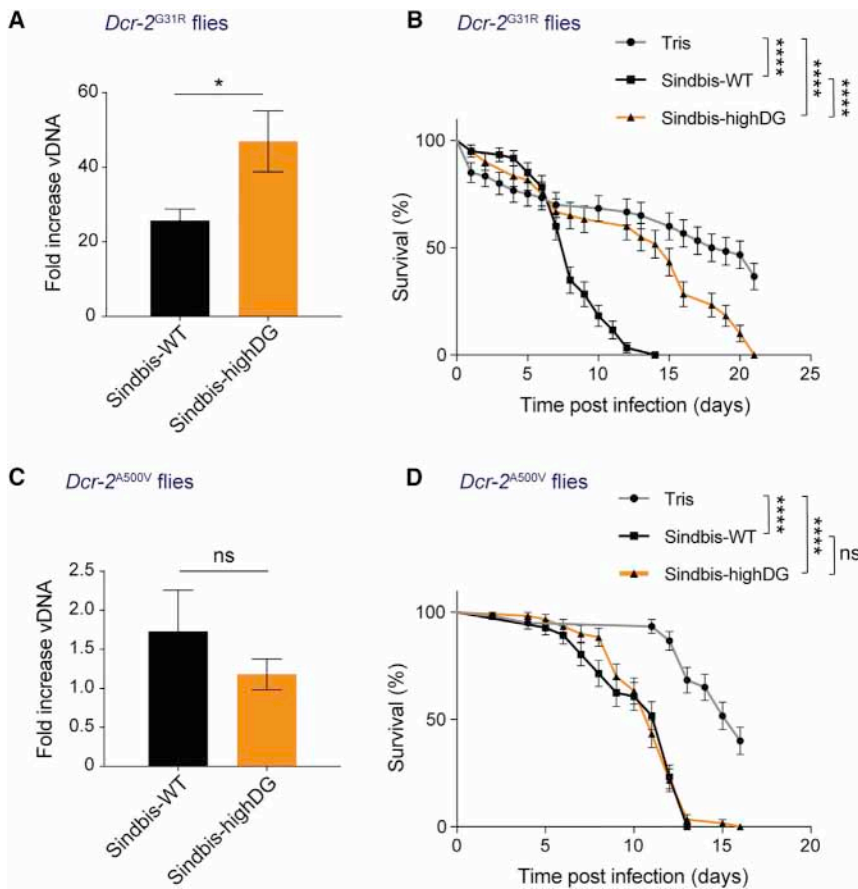 A
Dcr-2G31R flies
*
Fold increase vDNA
60
40
20
0
Sindbis-WT
Sindbis-highDG
B
Dcr-2G31R flies
Tris
Sindbis-WT
Sindbis-highDG
****
****
****
Survival (%)
100
50
0
0 5 10 15 20 25
Time post infection (days)
C
Dcr-2A500V flies
ns
Fold increase vDNA
2.5
2.0
1.5
1.0
0.5
0
Sindbis-WT
Sindbis-highDG
D
Dcr-2A500V flies
Tris
Sindbis-WT
Sindbis-highDG
****
****
ns
Survival (%)
100
50
0
0 5 10 15 20
Time post infection (days)